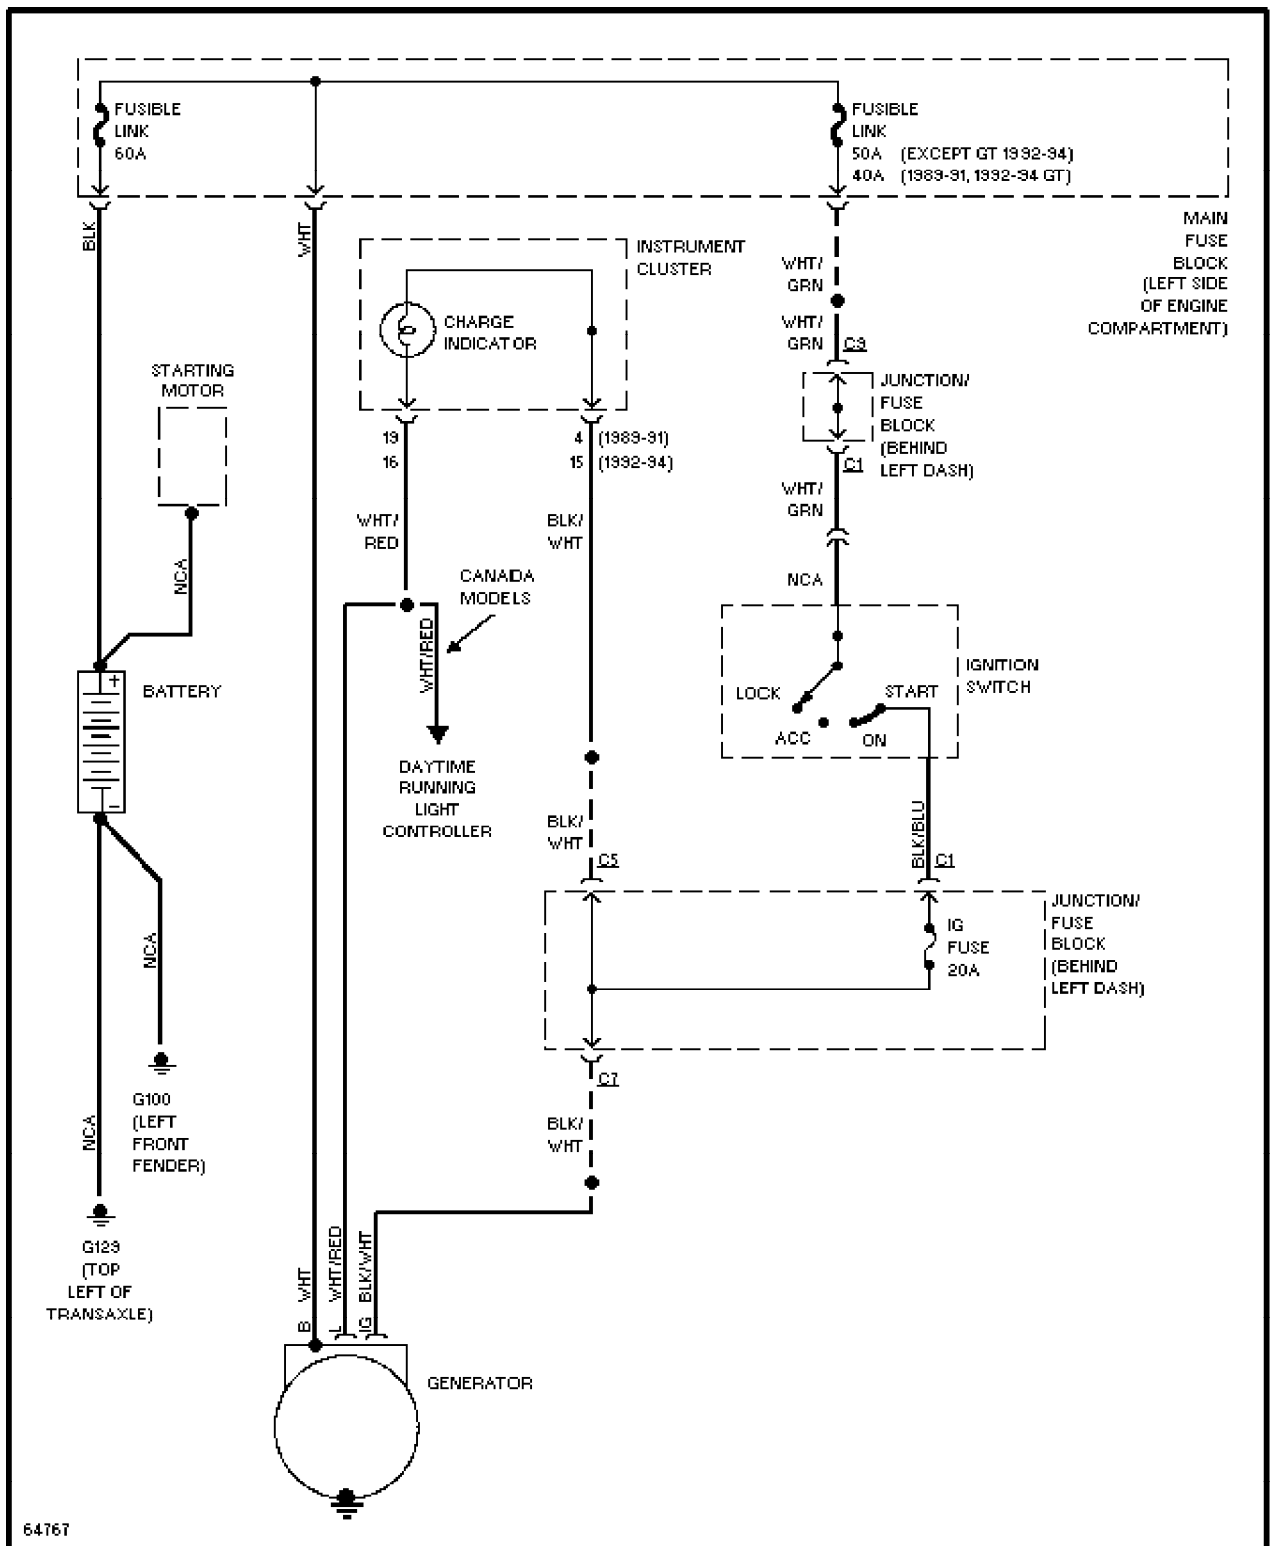 FUSIBLE
LINK
60A
FUSIBLE
LINK
50A (EXCEPT GT 1992-94)
40A (1989-91, 1992-94 GT)
MAIN
FUSE
BLOCK
(LEFT SIDE
OF ENGINE
COMPARTMENT)
BLK
WHT
INSTRUMENT
CLUSTER
CHARGE
INDICATOR
WHT/
GRN
WHT/
GRN
C9
JUNCTION/
FUSE
BLOCK
(BEHIND
LEFT DASH)
C1
STARTING
MOTOR
19
16
4 (1989-91)
15 (1992-94)
WHT/
GRN
WHT/
RED
BLK/
WHT
NCA
NCA
CANADA
MODELS
WHT/RED
IGNITION
SWITCH
LOCK
START
ACC
ON
BATTERY
+
-
DAYTIME
RUNNING
LIGHT
CONTROLLER
BLK/
WHT
C5
BLK/BLU
C1
JUNCTION/
FUSE
BLOCK
(BEHIND
LEFT DASH)
IG
FUSE
20A
NCA
C7
NCA
G100
(LEFT
FRONT
FENDER)
BLK/
WHT
G129
(TOP
LEFT OF
TRANSAXLE)
B WHT
L WHT/RED
IG BLK/WHT
GENERATOR
64767